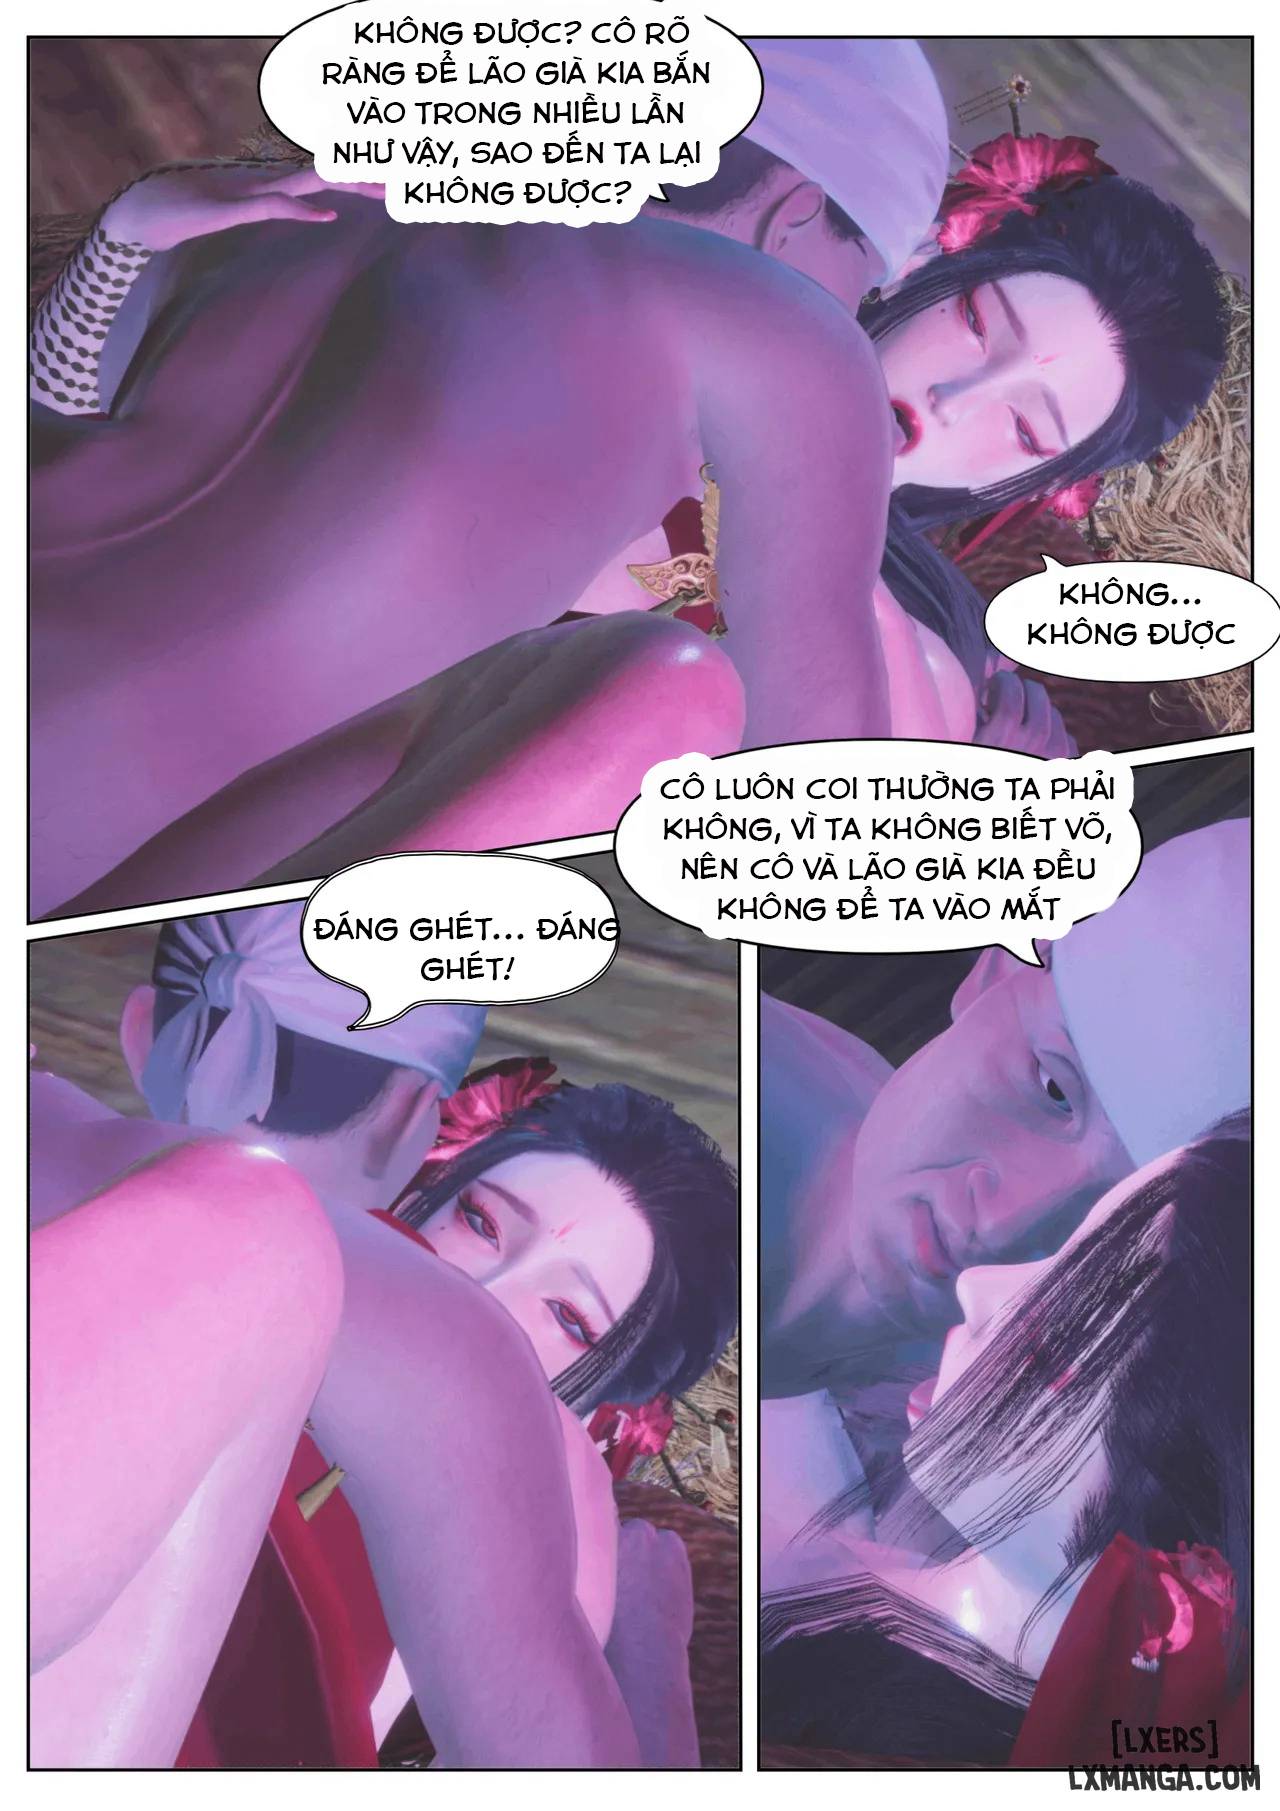 KHÔNG ĐƯỢC? CÔ RÕ
RÀNG ĐỂ LÃO GIÀ KIA BẮN
VÀO TRONG NHIỀU LẦN
NHƯ VẬY, SAO ĐẾN TA LẠI
KHÔNG ĐƯỢC?
KHÔNG...
KHÔNG ĐƯỢC
CÔ LUÔN COI THƯỜNG TA PHẢI
KHÔNG, VÌ TA KHÔNG BIẾT VÕ,
NÊN CÔ VÀ LÃO GIÀ KIA ĐỀU
KHÔNG ĐỂ TA VÀO MẮT
ĐÁNG GHÉT... ĐÁNG
GHÉT!
[LXERS]
LXMANGA.COM